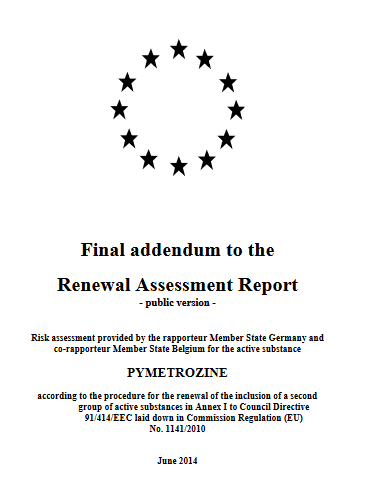 Final addendum to the
Renewal Assessment Report
- public version -
Risk assessment provided by the rapporteur Member State Germany and
co-rapporteur Member State Belgium for the active substance
PYMETROZINE
according to the procedure for the renewal of the inclusion of a second
group of active substances in Annex I to Council Directive
91/414/EEC laid down in Commission Regulation (EU)
No. 1141/2010
June 2014